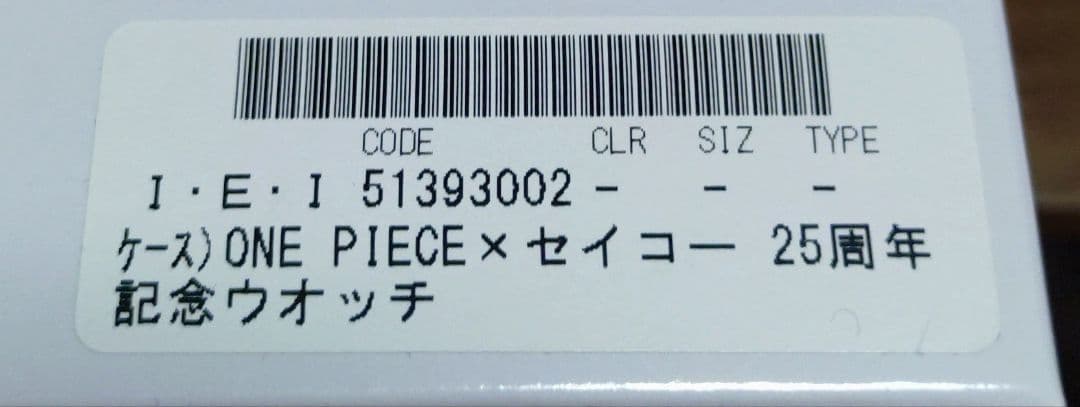 CODE CLR SIZ TYPE
I・E・I 51393002 - - -
ケース)ONE PIECE×セイコー 25周年
記念ウオッチ